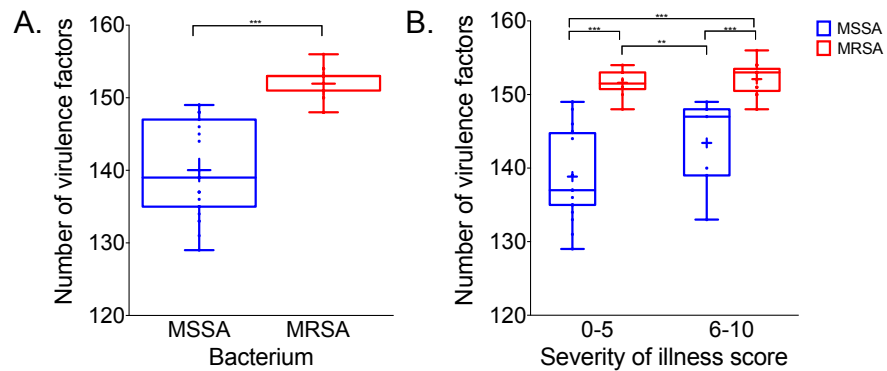 A.
Number of virulence factors
160
150
140
130
120
***
MSSA MRSA
Bacterium
B.
Number of virulence factors
160
150
140
130
120
***
*** ***
**
0-5 6-10
Severity of illness score
MSSA
MRSA